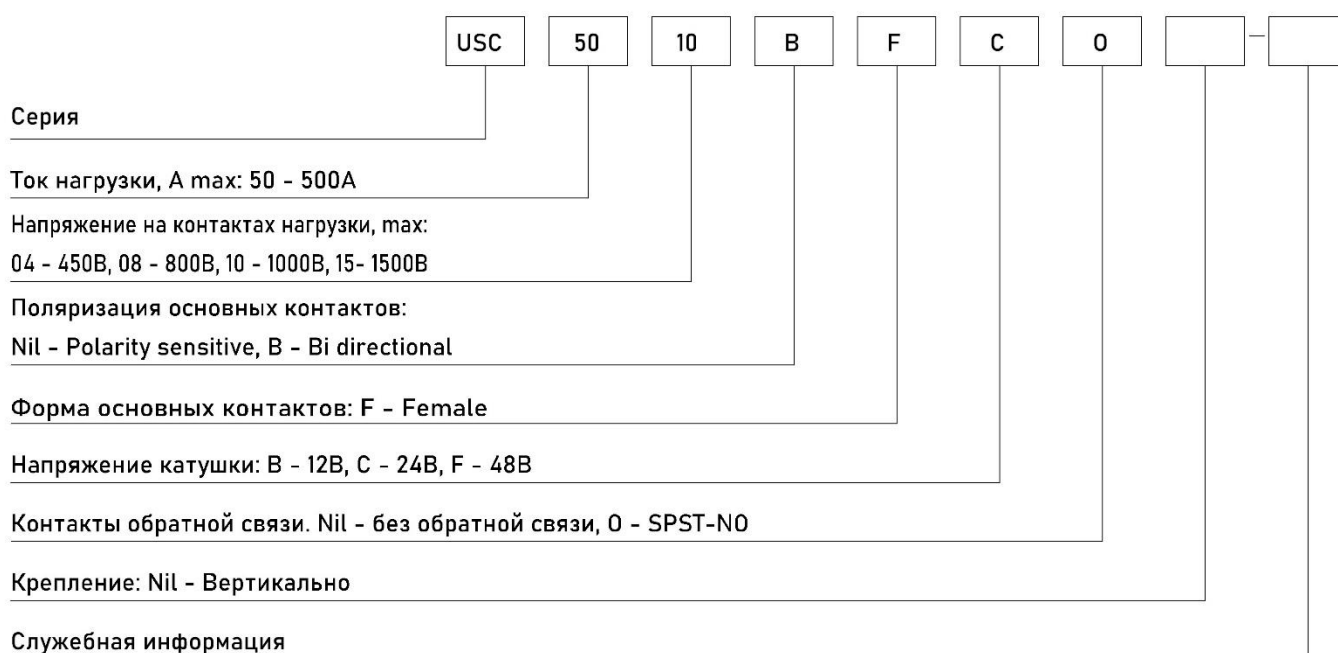 USC 50 10 B F C O –
Серия
Ток нагрузки, А max: 50 - 500А
Напряжение на контактах нагрузки, max:
04 - 450В, 08 - 800В, 10 - 1000В, 15- 1500В
Поляризация основных контактов:
Nil - Polarity sensitive, B - Bi directional
Форма основных контактов: F - Female
Напряжение катушки: B - 12В, C - 24В, F - 48В
Контакты обратной связи. Nil - без обратной связи, O - SPST-NO
Крепление: Nil - Вертикально
Служебная информация